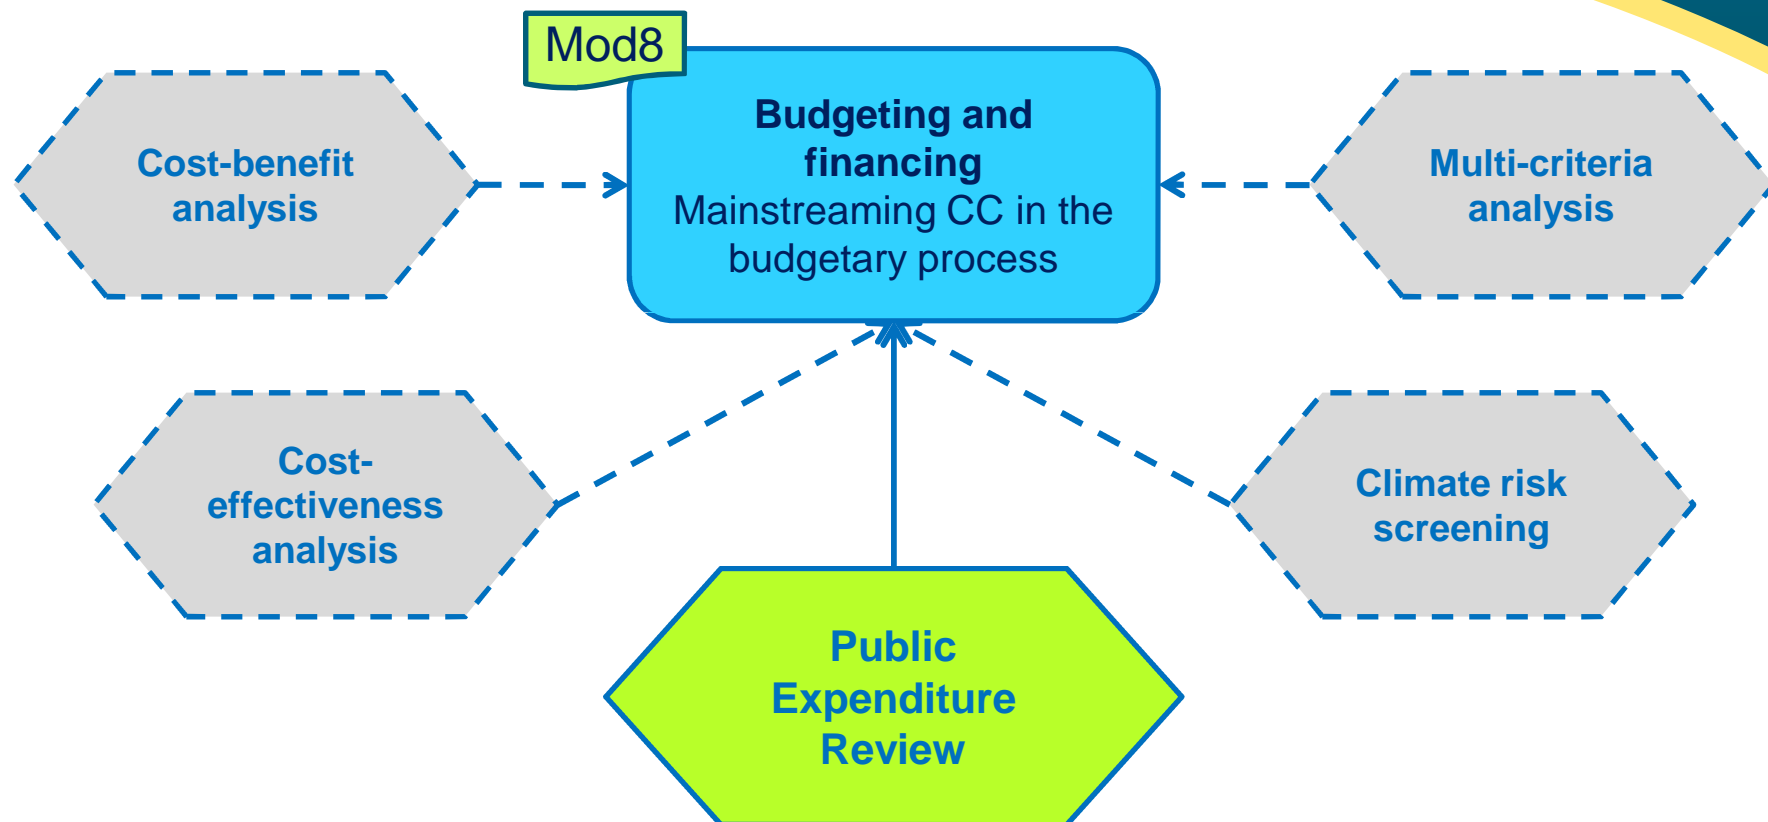 Mod8
Budgeting and
financing
Mainstreaming CC in the
budgetary process
Cost-benefit
analysis
Multi-criteria
analysis
Cost-
effectiveness
analysis
Climate risk
screening
Public
Expenditure
Review